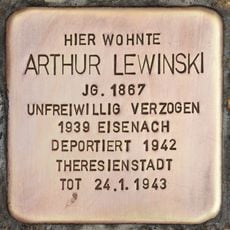 HIER WOHNTE
ARTHUR LEWINSKI
JG. 1867
UNFREIWILLIG VERZOGEN
1939 EISENACH
DEPORTIERT 1942
THERESIENSTADT
TOT 24.1.1943